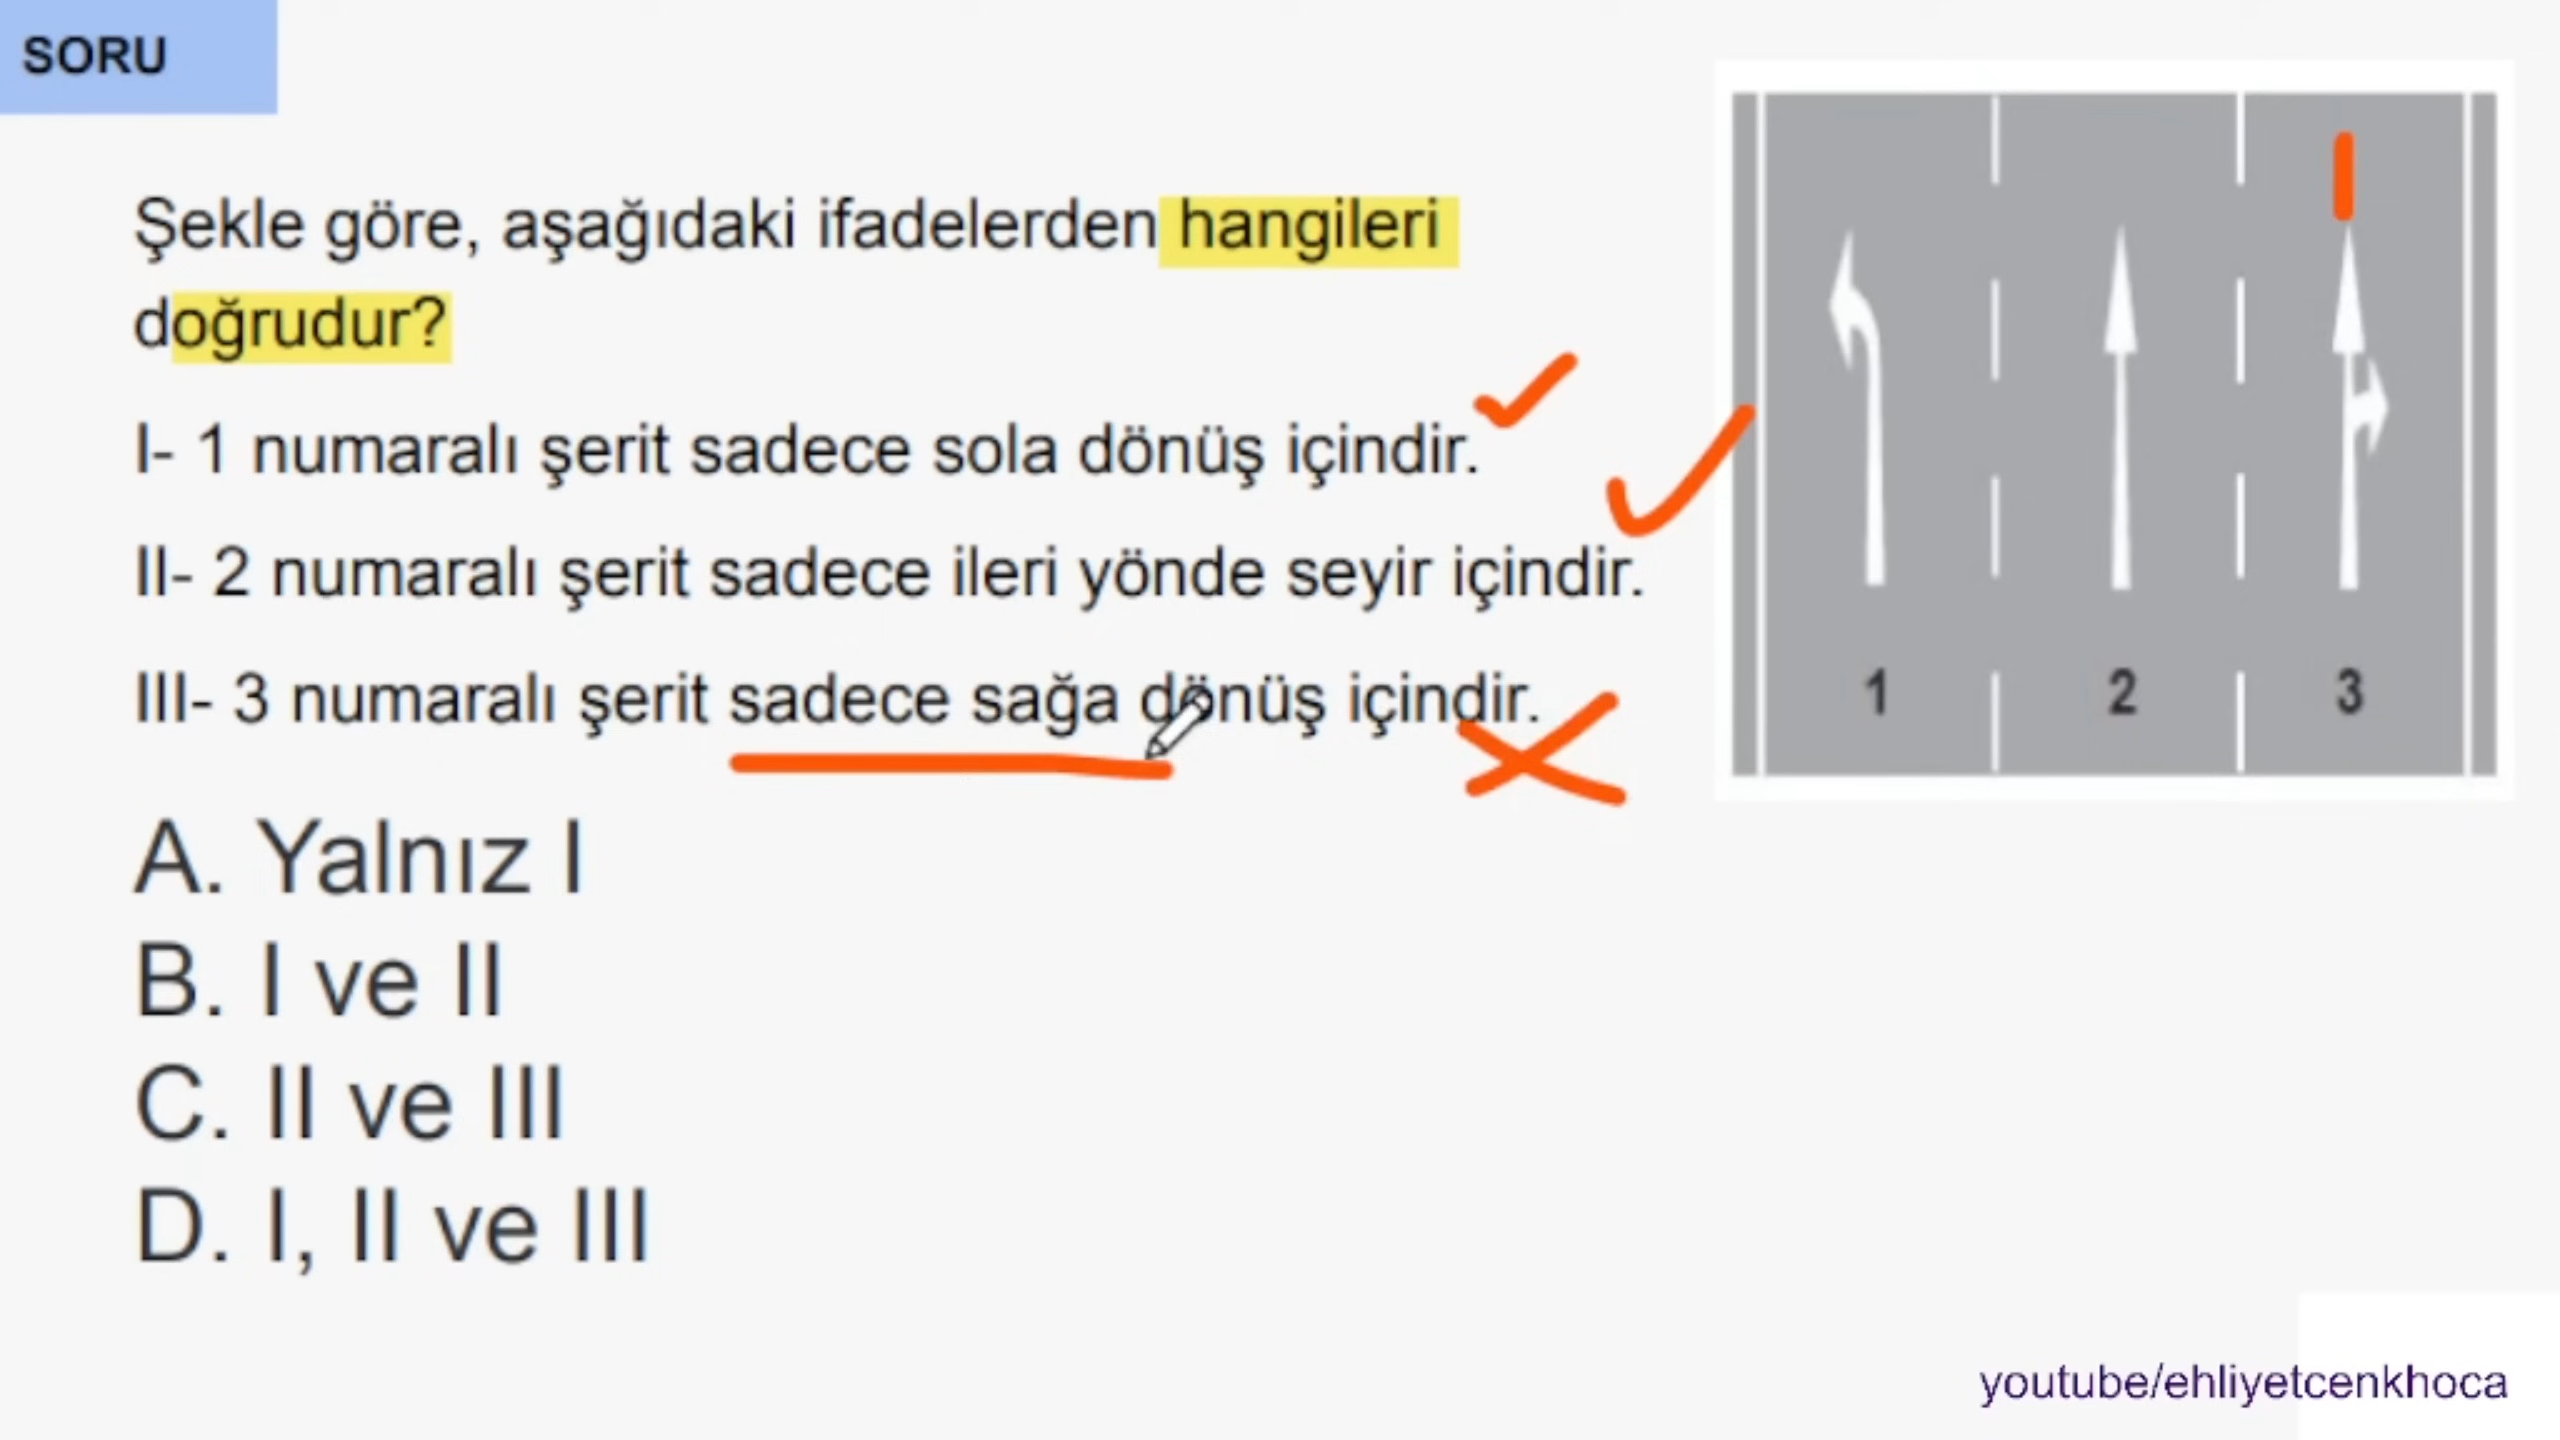 SORU
Şekle göre, aşağıdaki ifadelerden hangileri
doğrudur?
I- 1 numaralı şerit sadece sola dönüş içindir.
II- 2 numaralı şerit sadece ileri yönde seyir içindir.
III- 3 numaralı şerit sadece sağa dönüş içindir.
A. Yalnız I
B. I ve II
C. II ve III
D. I, II ve III
1 2 3
youtube/ehliyetcenkhoca